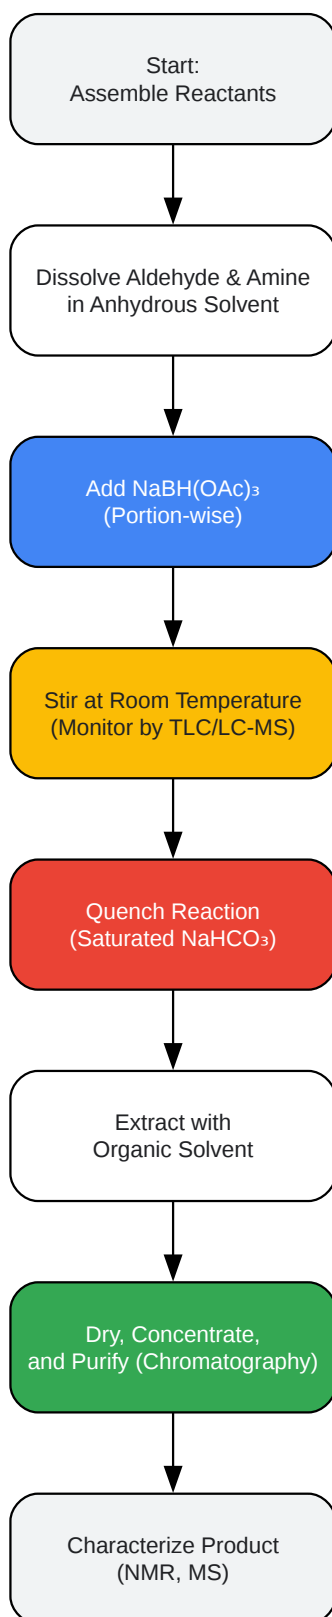 Start:
Assemble Reactants
Dissolve Aldehyde & Amine
in Anhydrous Solvent
Add NaBH(OAc)₃
(Portion-wise)
Stir at Room Temperature
(Monitor by TLC/LC-MS)
Quench Reaction
(Saturated NaHCO₃)
Extract with
Organic Solvent
Dry, Concentrate,
and Purify (Chromatography)
Characterize Product
(NMR, MS)